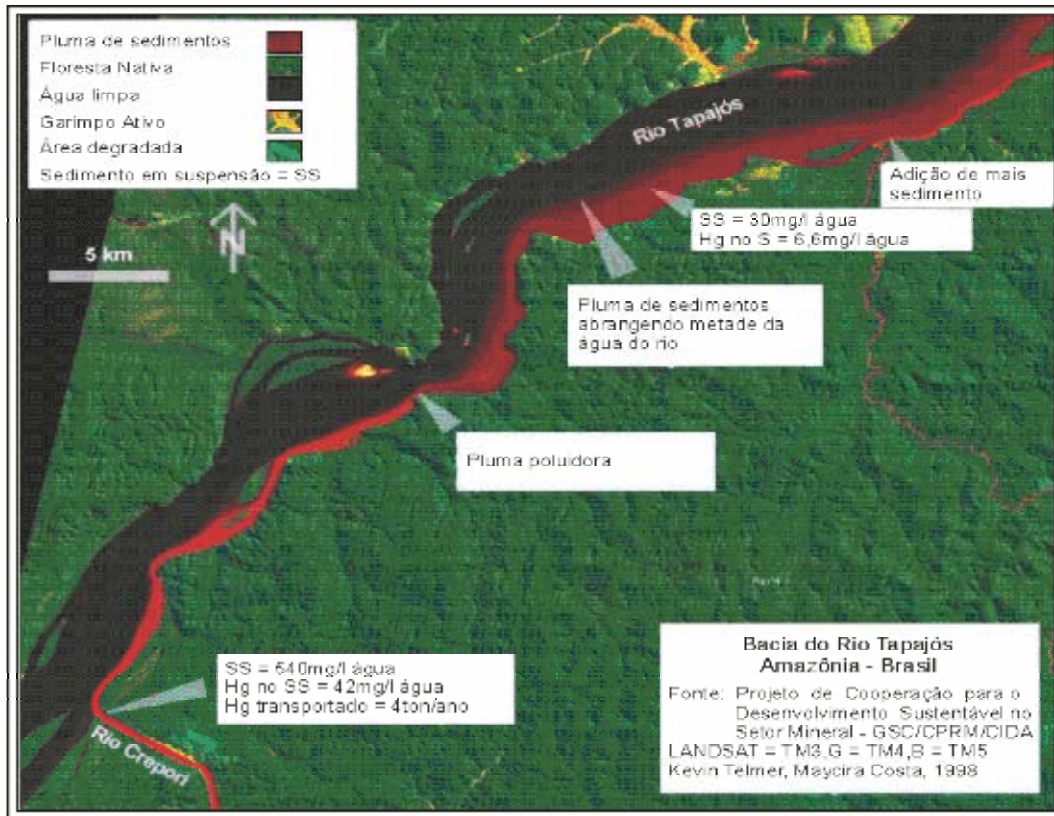 Pluma de sedimentos
Floresta Nativa
Água limpa
Garimpo Ativo
Área degradada
Sedimento em suspensão = SS
N
5 km
Rio Tapajós
Adição de mais
sedimento
SS = 80mg/l água
Hg no S = 6,6mg/l água
Pluma de sedimentos
abrangendo metade da
água do rio
Pluma poluidora
SS = 540mg/l água
Hg no SS = 42mg/l água
Hg transportado = 4ton/ano
Rio Crepori
Bacia do Rio Tapajós
Amazônia - Brasil
Fonte: Projeto de Cooperação para o
Desenvolvimento Sustentável no
Setor Mineral - GSC/CPRM/CIDA
LANDSAT = TM3,G = TM4,B = TM5
Kevin Telmer, Maycira Costa, 1998